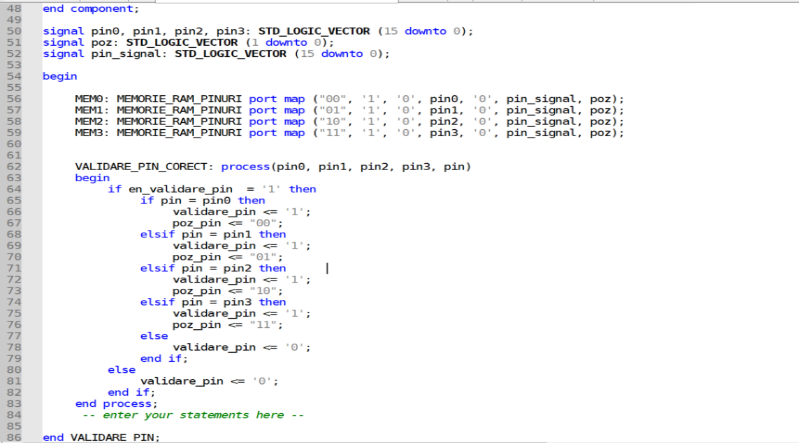 48 end component;
49
50 signal pin0, pin1, pin2, pin3: STD_LOGIC_VECTOR (15 downto 0);
51 signal poz: STD_LOGIC_VECTOR (1 downto 0);
52 signal pin_signal: STD_LOGIC_VECTOR (15 downto 0);
53
54 begin
55
56 MEM0: MEMORIE_RAM_PINURI port map ("00", '1', '0', pin0, '0', pin_signal, poz);
57 MEM1: MEMORIE_RAM_PINURI port map ("01", '1', '0', pin1, '0', pin_signal, poz);
58 MEM2: MEMORIE_RAM_PINURI port map ("10", '1', '0', pin2, '0', pin_signal, poz);
59 MEM3: MEMORIE_RAM_PINURI port map ("11", '1', '0', pin3, '0', pin_signal, poz);
60
61
62 VALIDARE_PIN_CORECT: process(pin0, pin1, pin2, pin3, pin)
63 begin
64 if en_validare_pin = '1' then
65 if pin = pin0 then
66 validare_pin <= '1';
67 poz_pin <= "00";
68 elsif pin = pin1 then
69 validare_pin <= '1';
70 poz_pin <= "01";
71 elsif pin = pin2 then
72 validare_pin <= '1';
73 poz_pin <= "10";
74 elsif pin = pin3 then
75 validare_pin <= '1';
76 poz_pin <= "11";
77 else
78 validare_pin <= '0';
79 end if;
80 else
81 validare_pin <= '0';
82 end if;
83 end process;
84 -- enter your statements here --
85
86 end VALIDARE_PIN;